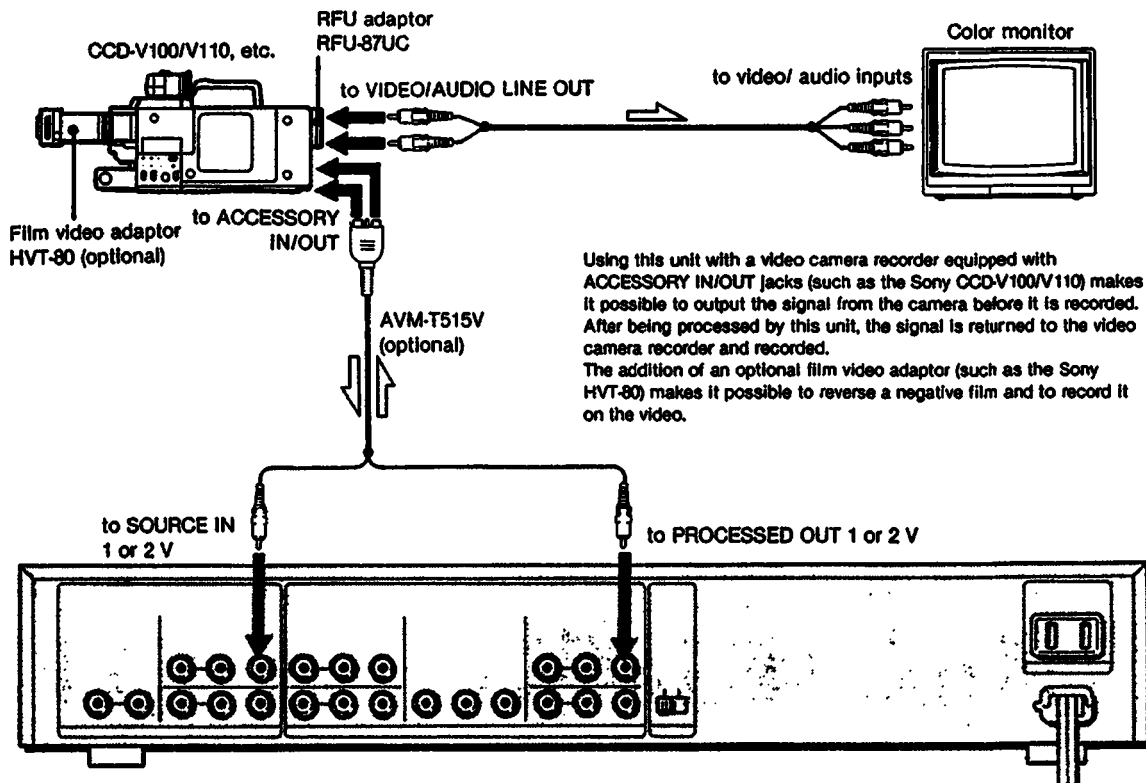 RFU adaptor
RFU-87UC
CCD-V100/V110, etc.
Color monitor
to VIDEO/AUDIO LINE OUT
to video/ audio inputs
to ACCESSORY
IN/OUT
Film video adaptor
HVT-80 (optional)
AVM-T515V
(optional)
Using this unit with a video camera recorder equipped with
ACCESSORY IN/OUT jacks (such as the Sony CCD-V100/V110) makes
it possible to output the signal from the camera before it is recorded.
After being processed by this unit, the signal is returned to the video
camera recorder and recorded.
The addition of an optional film video adaptor (such as the Sony
HVT-80) makes it possible to reverse a negative film and to record it
on the video.
to SOURCE IN
1 or 2 V
to PROCESSED OUT 1 or 2 V